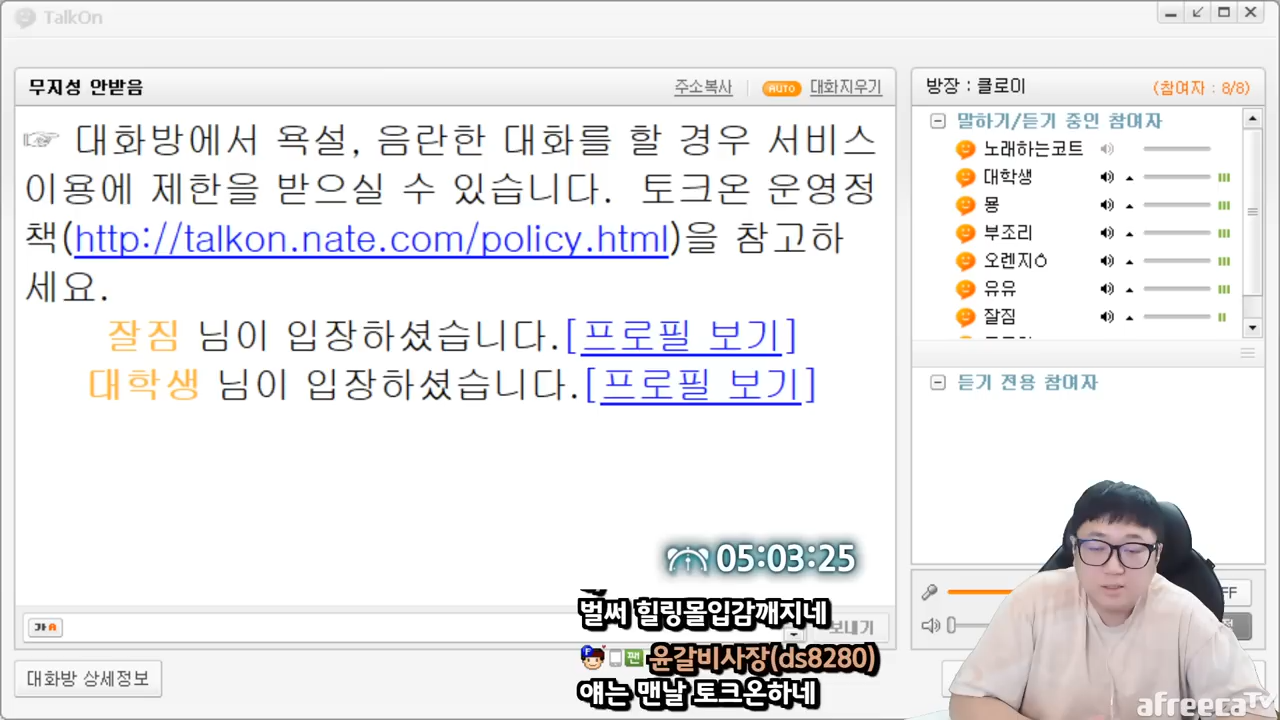 TalkOn
무지성 안받음
주소복사
AUTO
대화지우기
☞ 대화방에서 욕설, 음란한 대화를 할 경우 서비스
이용에 제한을 받으실 수 있습니다. 토크온 운영정
책(http://talkon.nate.com/policy.html)을 참고하
세요.
잘짐 님이 입장하셨습니다.[프로필 보기]
대학생 님이 입장하셨습니다.[프로필 보기]
방장 : 클로이
(참여자 : 8/8)
말하기/듣기 중인 참여자
노래하는코트
대학생
몽
부조리
오렌지ㆁ
유유
잘짐
듣기 전용 참여자
05:03:25
벌써 힐링몰입감깨지네
윤갈비사장(ds8280)
얘는 맨날 토크온하네
가A
보내기
FF
대화방 상세정보
afreecaTV